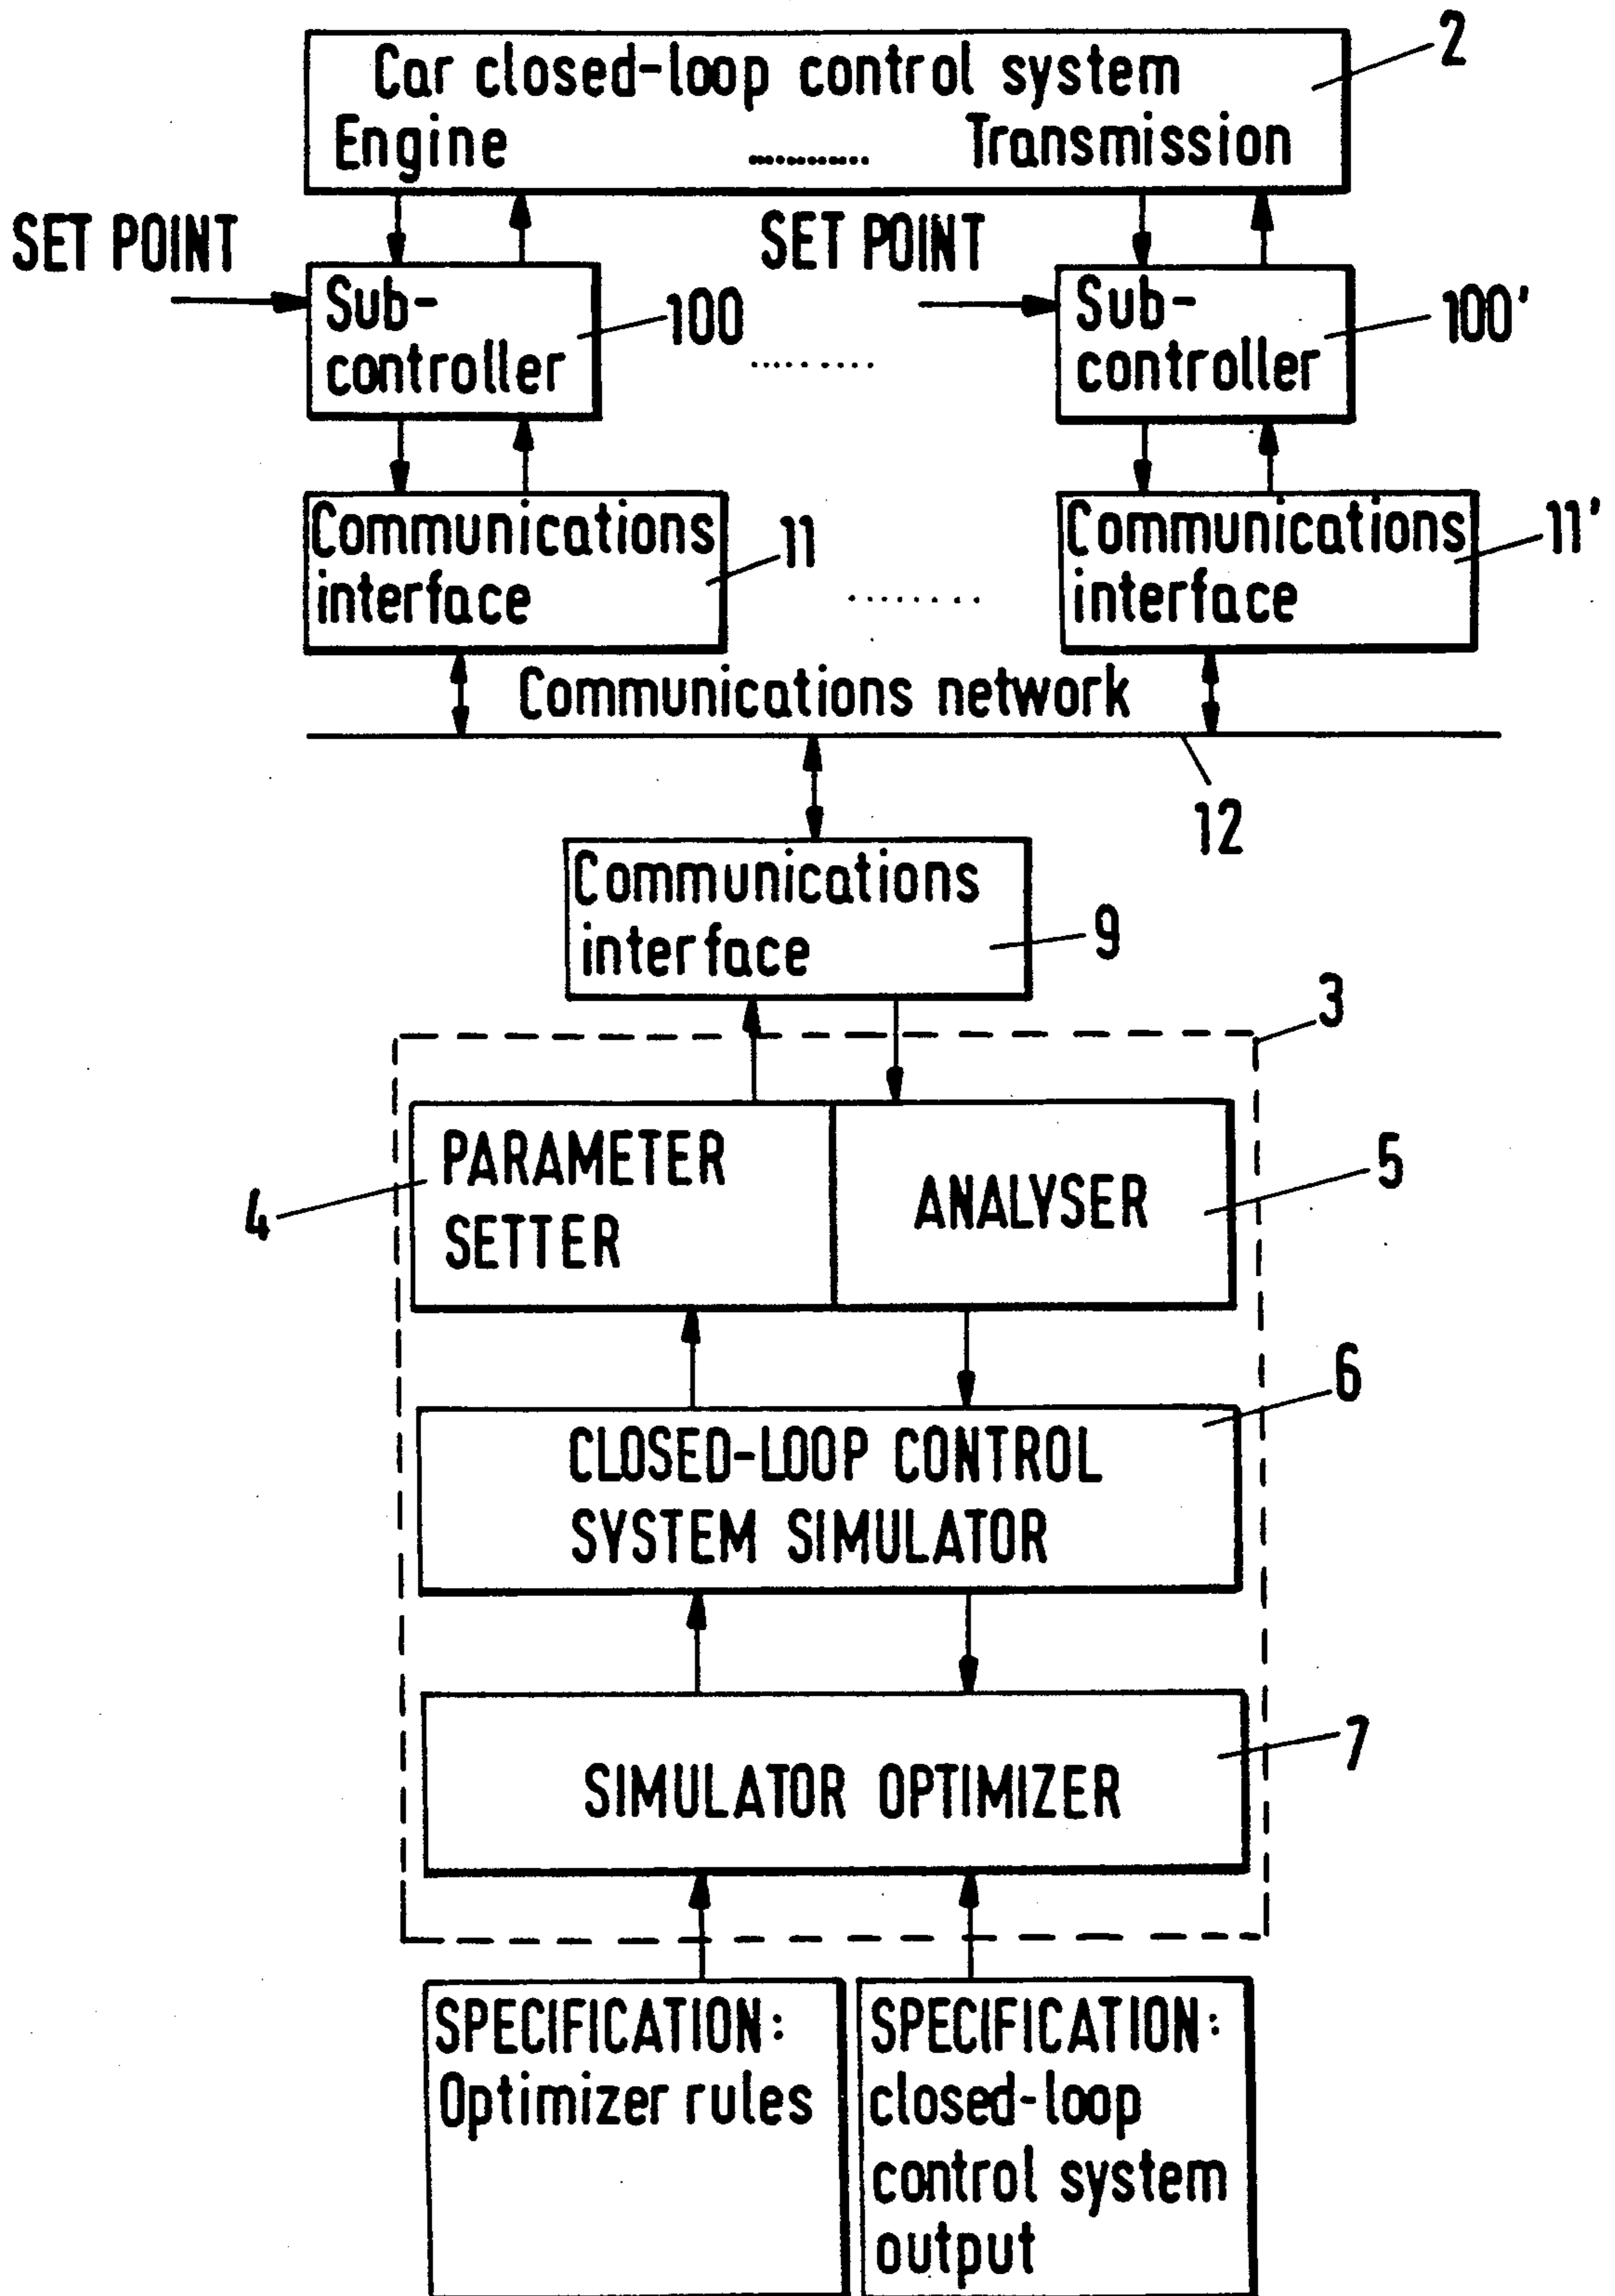 2
Car closed-loop control system
Engine .......... Transmission
SET POINT
SET POINT
Sub-
controller
100
........
Sub-
controller
100'
Communications
interface
11
........
Communications
interface
11'
Communications network
12
Communications
interface
9
3
PARAMETER
SETTER
4
ANALYSER
5
6
CLOSED-LOOP CONTROL
SYSTEM SIMULATOR
7
SIMULATOR OPTIMIZER
SPECIFICATION:
Optimizer rules
SPECIFICATION:
closed-loop
control system
output